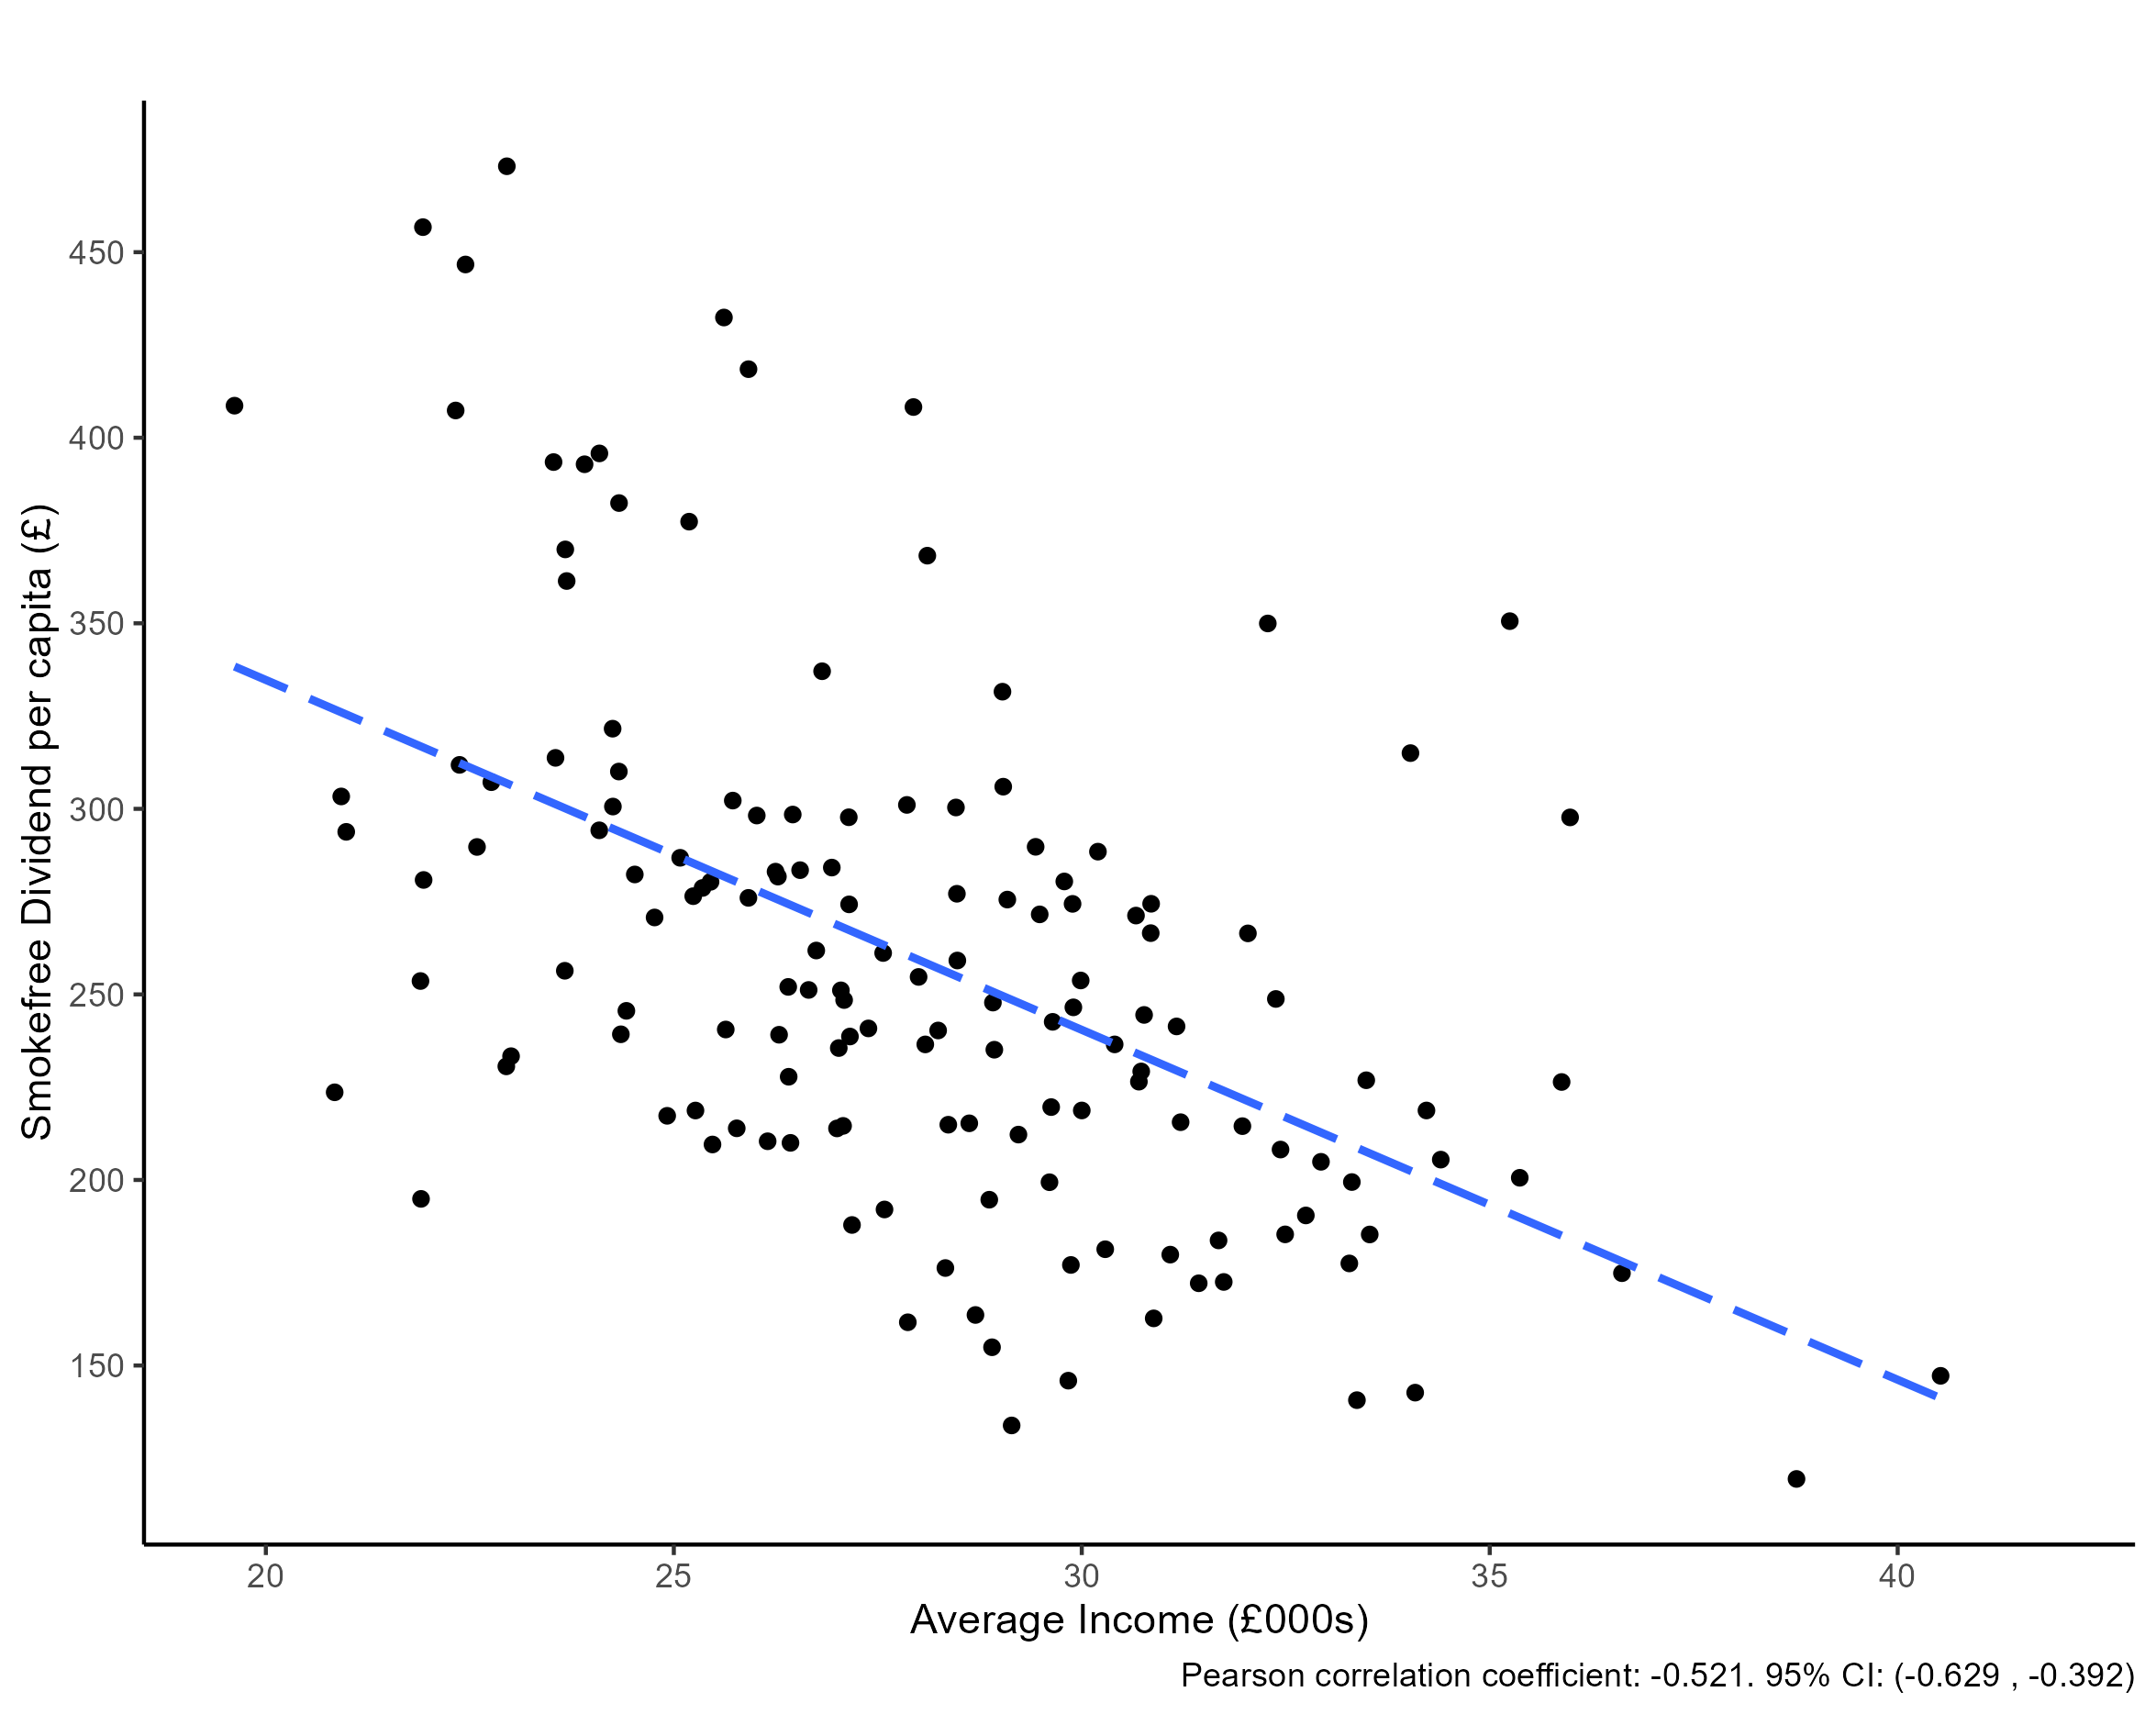 Smokefree Dividend per capita (£)
450
400
350
300
250
200
150
20 25 30 35 40
Average Income (£000s)
Pearson correlation coefficient: -0.521. 95% CI: (-0.629 , -0.392)